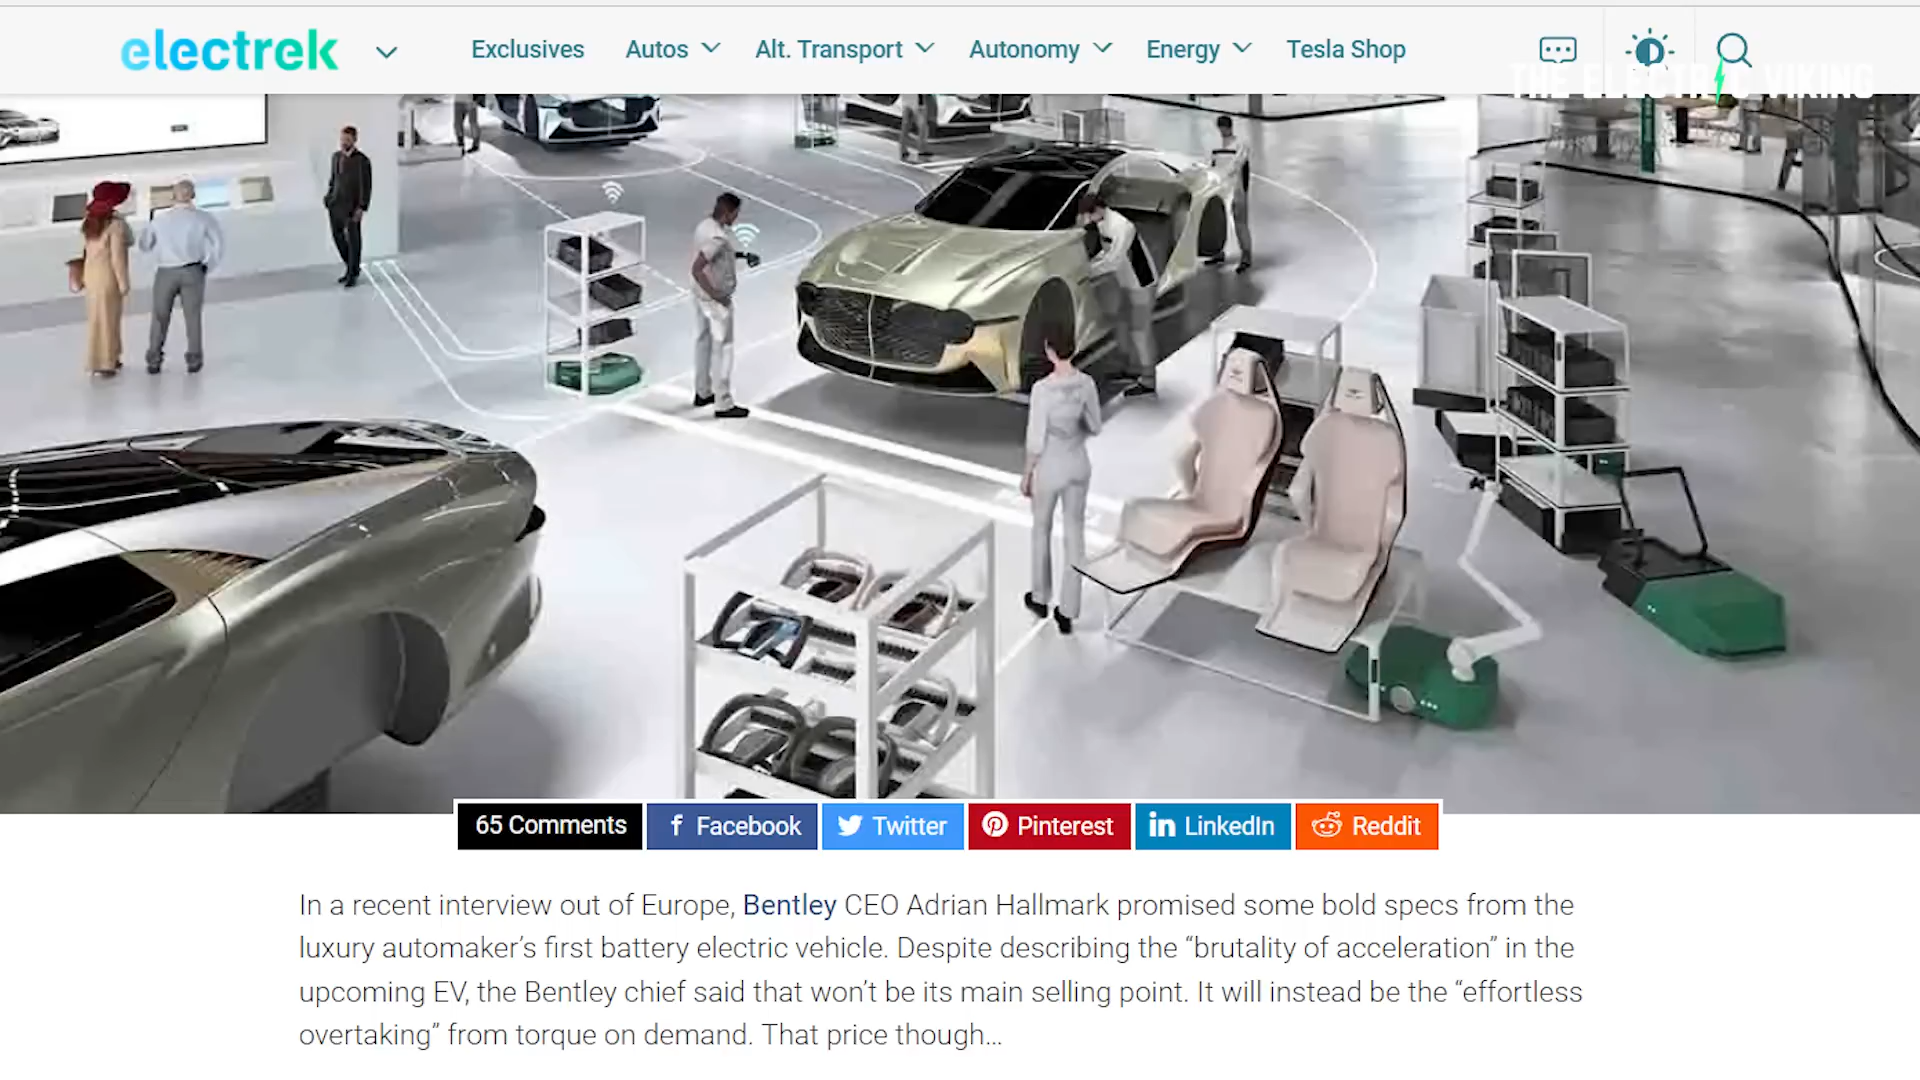 electrek
Exclusives Autos Alt. Transport Autonomy Energy Tesla Shop
THE ELECTRIC VIKING
65 Comments Facebook Twitter Pinterest LinkedIn Reddit
In a recent interview out of Europe, Bentley CEO Adrian Hallmark promised some bold specs from the
luxury automaker’s first battery electric vehicle. Despite describing the “brutality of acceleration” in the
upcoming EV, the Bentley chief said that won’t be its main selling point. It will instead be the “effortless
overtaking” from torque on demand. That price though…